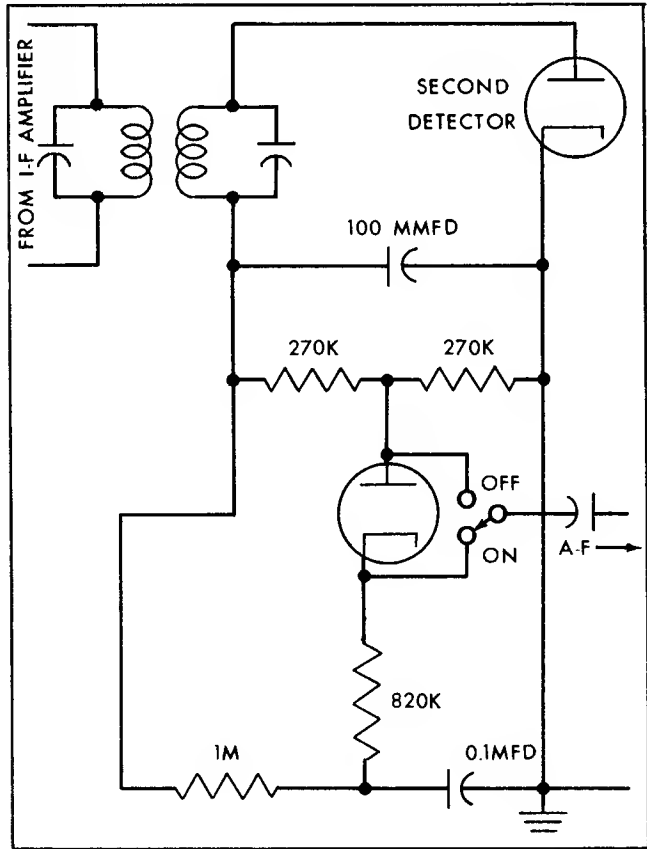 FROM I-F AMPLIFIER
SECOND
DETECTOR
100 MMFD
270K
270K
OFF
ON
A-F
820K
1M
0.1MFD